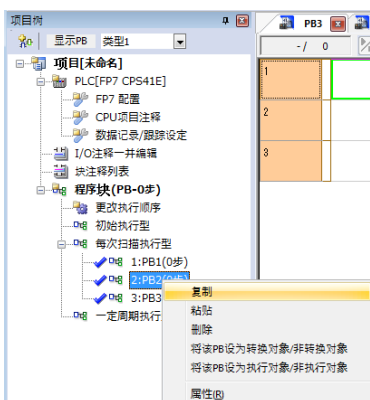 项目树
显示PB 类型1
项目[未命名]
PLC[FP7 CPS41E]
FP7 配置
CPU项目注释
数据记录/跟踪设定
I/O注释一并编辑
块注释列表
程序块(PB-0步)
更改执行顺序
初始执行型
每次扫描执行型
1:PB1(0步)
2:PB2(0步)
3:PB3
一定周期执行
复制
粘贴
删除
将该PB设为转换对象/非转换对象
将该PB设为执行对象/非执行对象
属性(R)
PB3
-/ 0
1
2
3